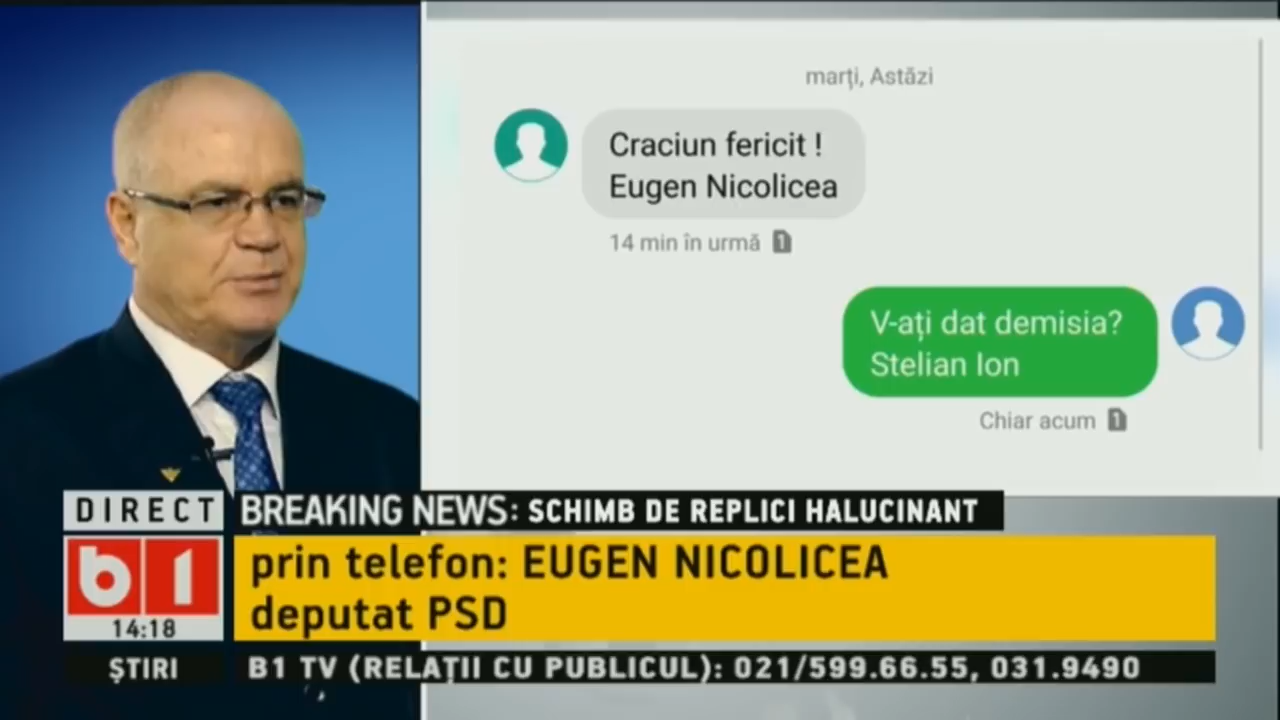 marți, Astăzi
Craciun fericit !
Eugen Nicolicea
14 min în urmă 1
V-ați dat demisia?
Stelian Ion
Chiar acum 1
DIRECT
BREAKING NEWS: SCHIMB DE REPLICI HALUCINANT
b1
prin telefon: EUGEN NICOLICEA
deputat PSD
14:18
ȘTIRI
B1 TV (RELAȚII CU PUBLICUL): 021/599.66.55, 031.9490